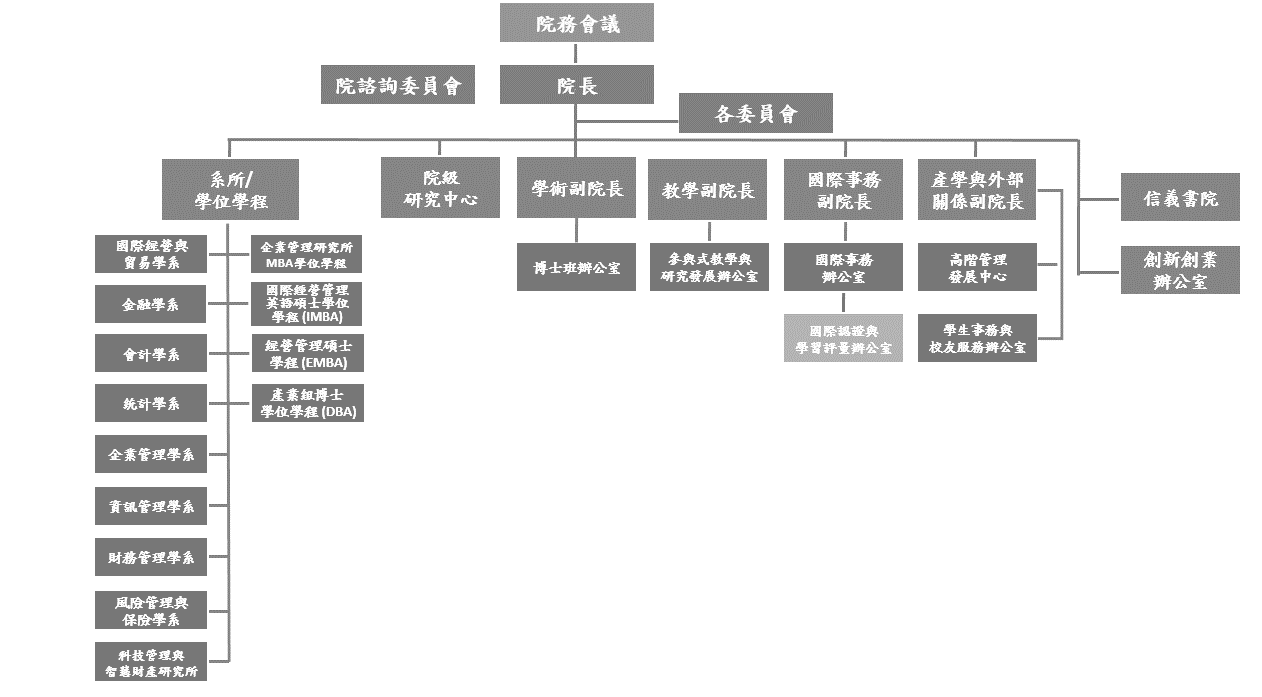 院務會議
院諮詢委員會
院長
各委員會
系所/
學位學程
院級
研究中心
學術副院長
教學副院長
國際事務
副院長
產學與外部
關係副院長
信義書院
創新創業
辦公室
博士班辦公室
參與式教學與
研究發展辦公室
國際事務
辦公室
高階管理
發展中心
國際認證與
學習評量辦公室
學生事務與
校友服務辦公室
國際經營與
貿易學系
企業管理研究所
MBA學位學程
金融學系
國際經營管理
英語碩士學位
學程 (IMBA)
會計學系
經營管理碩士
學程 (EMBA)
統計學系
產業組博士
學位學程 (DBA)
企業管理學系
資訊管理學系
財務管理學系
風險管理與
保險學系
科技管理與
智慧財產研究所